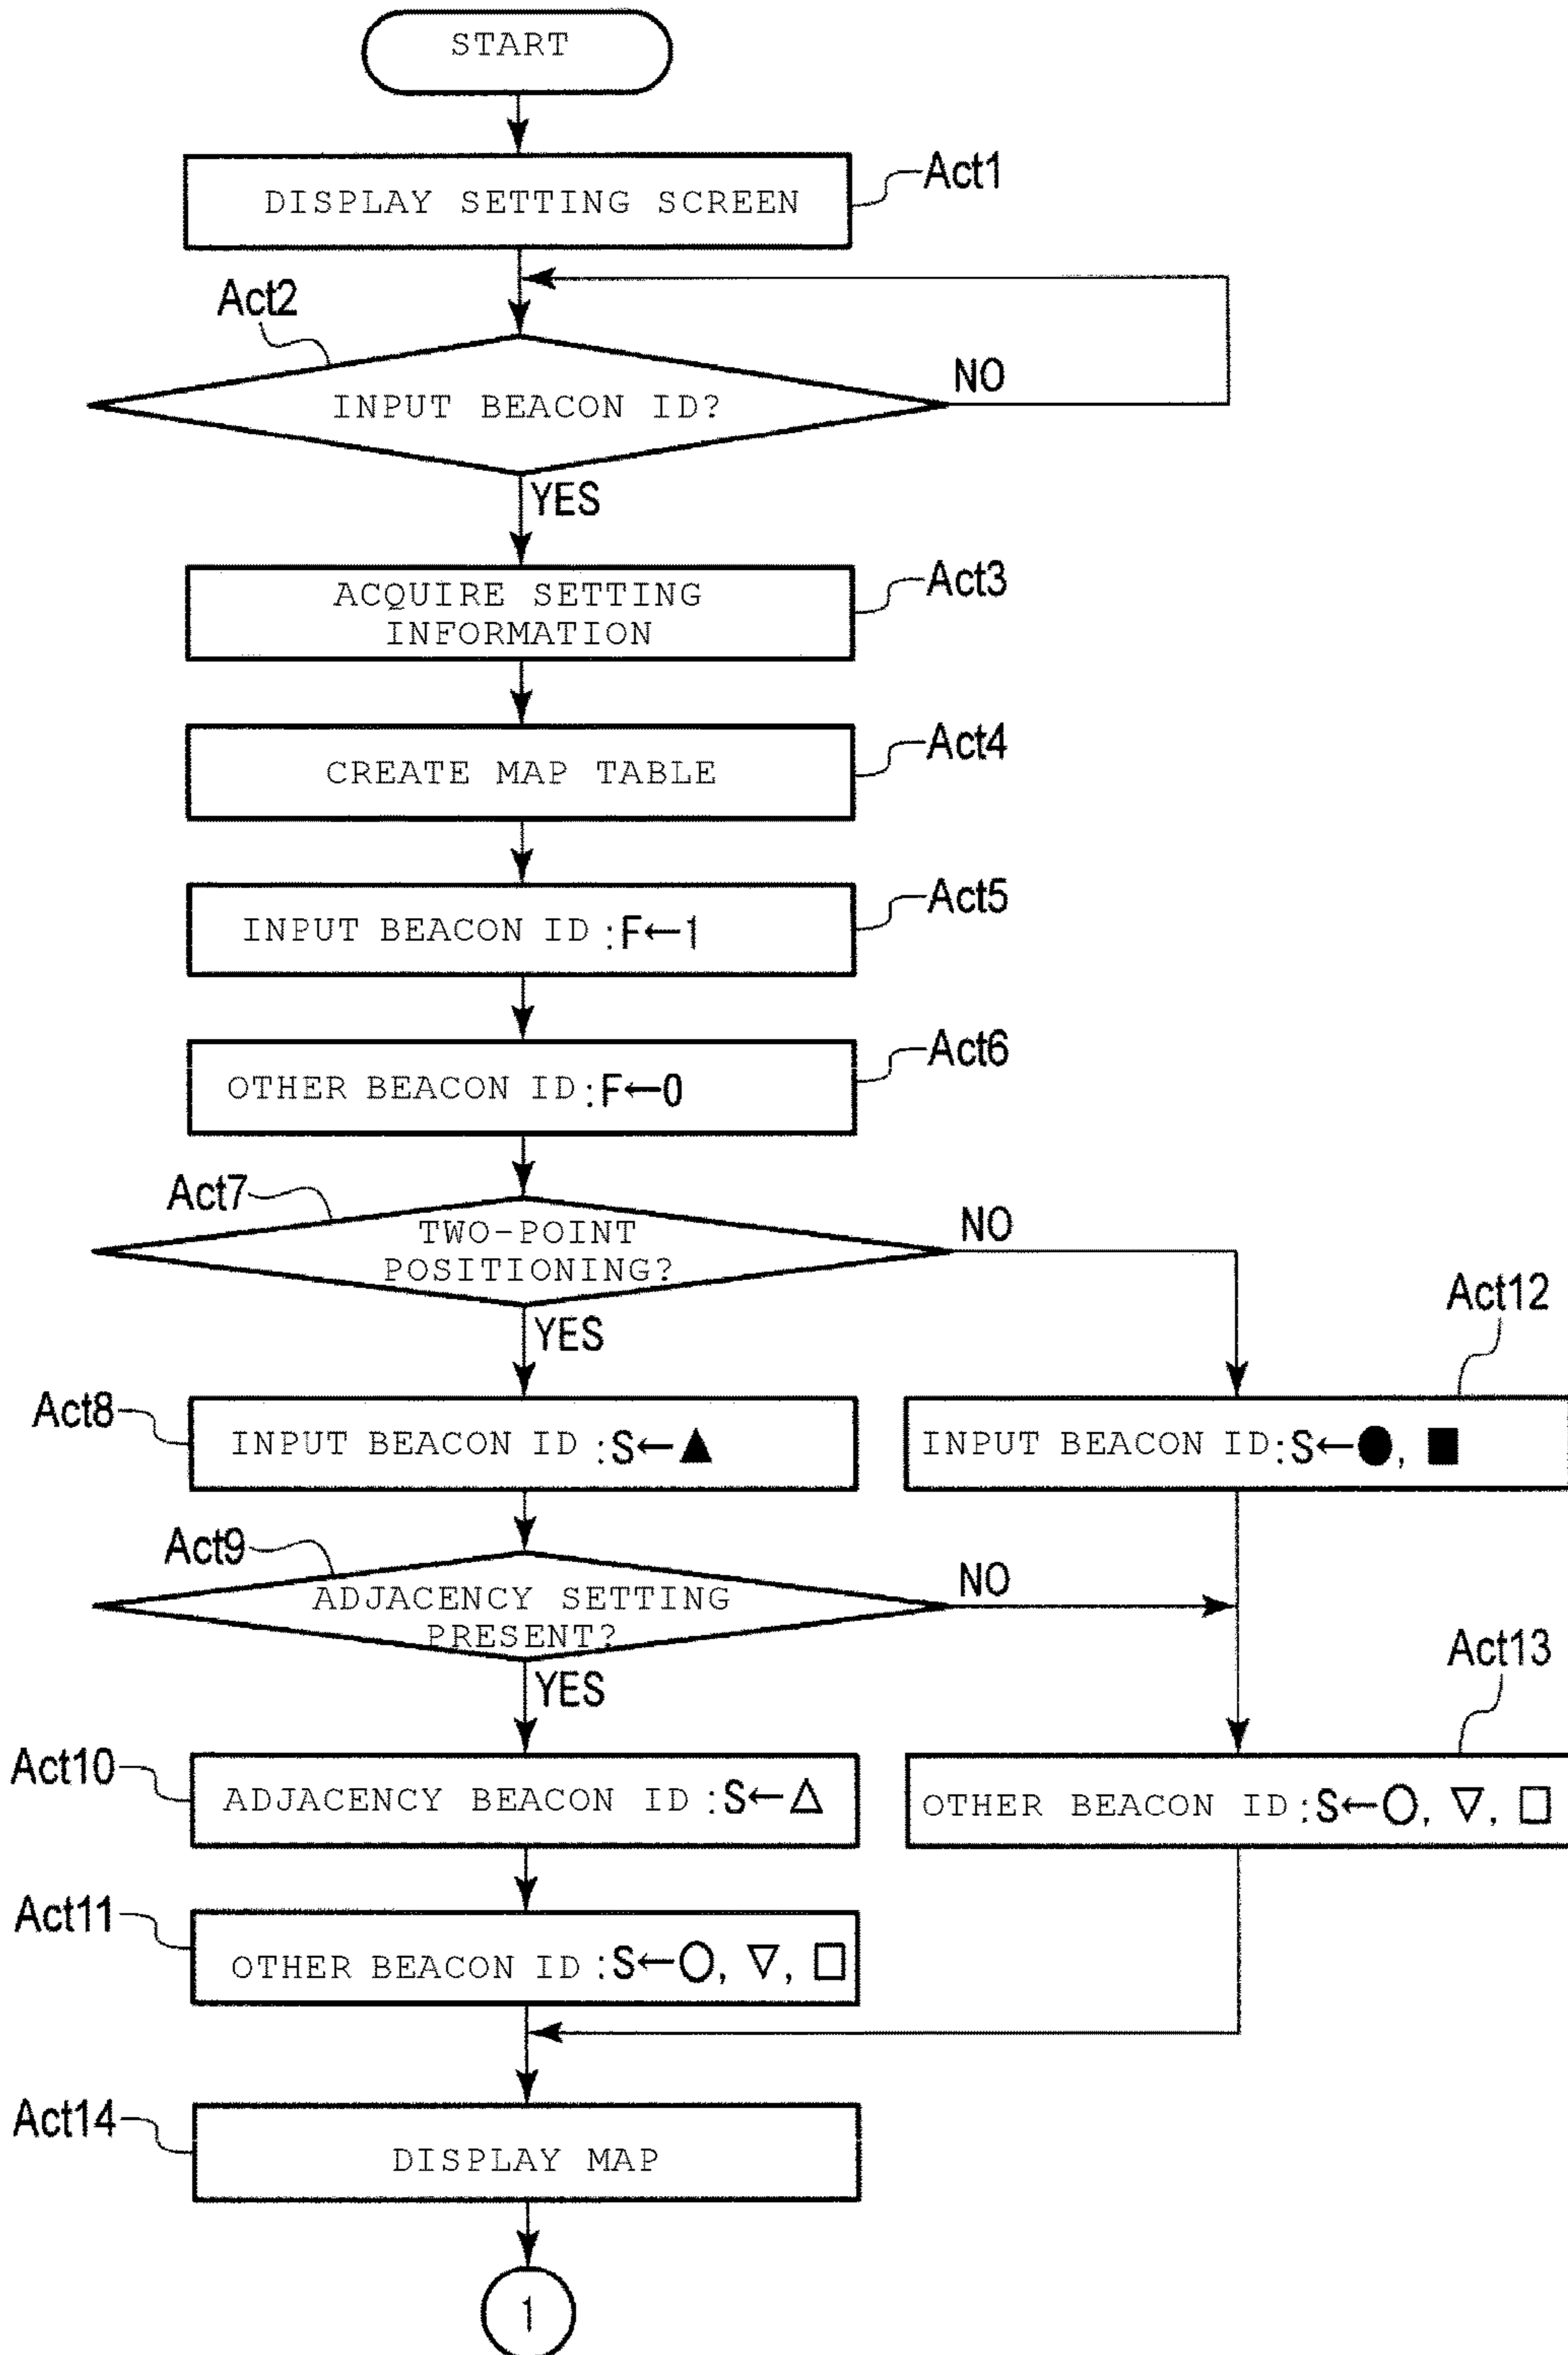 START
DISPLAY SETTING SCREEN
Act1
Act2
INPUT BEACON ID?
NO
YES
ACQUIRE SETTING
INFORMATION
Act3
CREATE MAP TABLE
Act4
INPUT BEACON ID :F←1
Act5
OTHER BEACON ID:F←0
Act6
Act7
TWO-POINT
POSITIONING?
NO
YES
Act12
Act8
INPUT BEACON ID :S←▲
INPUT BEACON ID:S←●, ■
Act9
ADJACENCY SETTING
PRESENT?
NO
YES
Act13
Act10
ADJACENCY BEACON ID :S←△
OTHER BEACON ID :S←○, ▽, □
Act11
OTHER BEACON ID :S←○, ▽, □
Act14
DISPLAY MAP
1